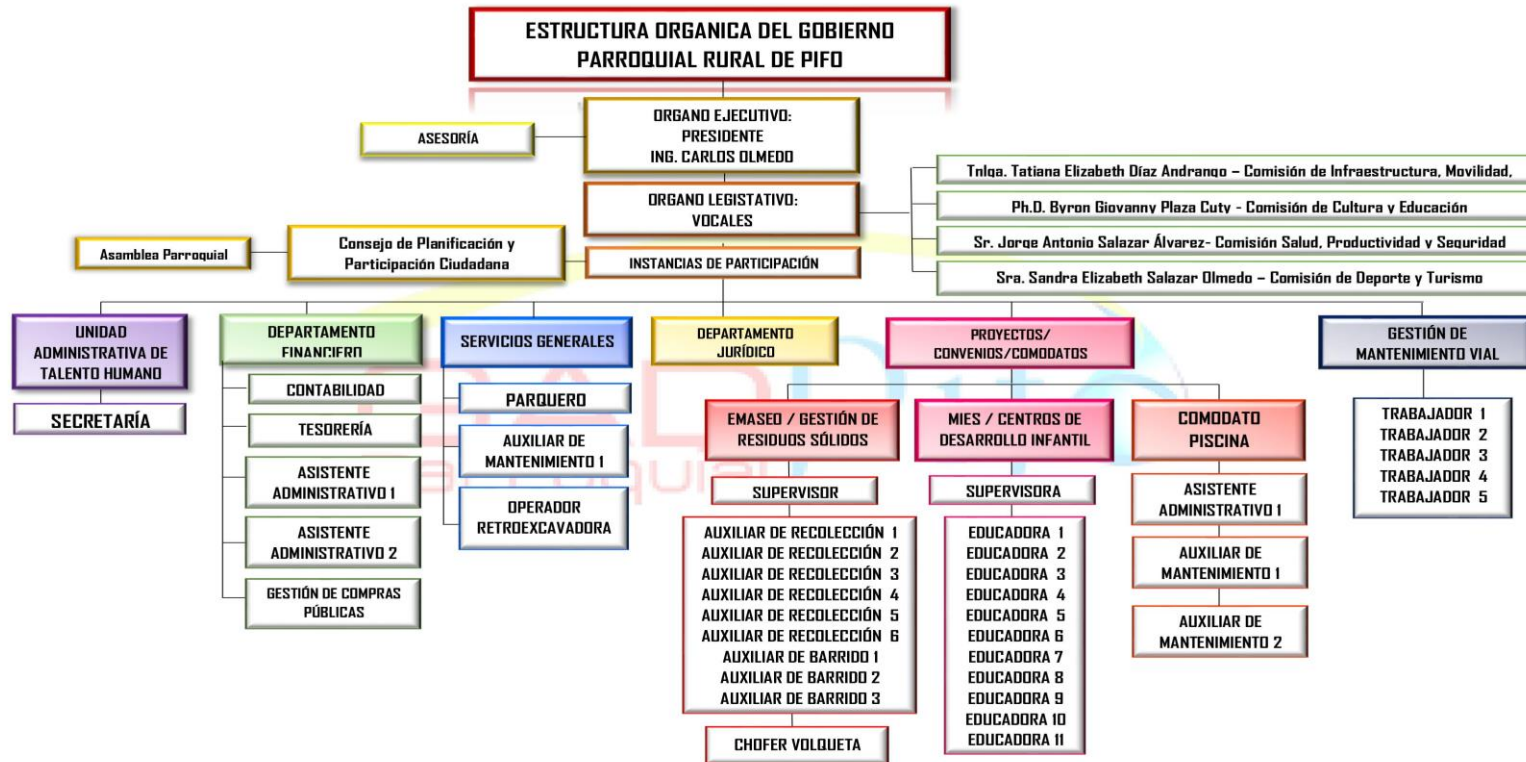 ESTRUCTURA ORGANICA DEL GOBIERNO
PARROQUIAL RURAL DE PIFO
ORGANO EJECUTIVO:
PRESIDENTE
ING. CARLOS OLMEDO
ASESORÍA
ORGANO LEGISTATIVO:
VOCALES
Tnlga. Tatiana Elizabeth Díaz Andrango – Comisión de Infraestructura, Movilidad,
Ph.D. Byron Giovanny Plaza Cuty - Comisión de Cultura y Educación
Sr. Jorge Antonio Salazar Álvarez- Comisión Salud, Productividad y Seguridad
Sra. Sandra Elizabeth Salazar Olmedo – Comisión de Deporte y Turismo
Asamblea Parroquial
Consejo de Planificación y
Participación Ciudadana
INSTANCIAS DE PARTICIPACIÓN
UNIDAD
ADMINISTRATIVA DE
TALENTO HUMANO
SECRETARÍA
DEPARTAMENTO
FINANCIERO
CONTABILIDAD
TESORERÍA
ASISTENTE
ADMINISTRATIVO 1
ASISTENTE
ADMINISTRATIVO 2
GESTIÓN DE COMPRAS
PÚBLICAS
SERVICIOS GENERALES
PARQUERO
AUXILIAR DE
MANTENIMIENTO 1
OPERADOR
RETROEXCAVADORA
DEPARTAMENTO
JURÍDICO
PROYECTOS/
CONVENIOS/COMODATOS
EMASEO / GESTIÓN DE
RESIDUOS SÓLIDOS
SUPERVISOR
AUXILIAR DE RECOLECCIÓN 1
AUXILIAR DE RECOLECCIÓN 2
AUXILIAR DE RECOLECCIÓN 3
AUXILIAR DE RECOLECCIÓN 4
AUXILIAR DE RECOLECCIÓN 5
AUXILIAR DE RECOLECCIÓN 6
AUXILIAR DE BARRIDO 1
AUXILIAR DE BARRIDO 2
AUXILIAR DE BARRIDO 3
CHOFER VOLQUETA
MIES / CENTROS DE
DESARROLLO INFANTIL
SUPERVISORA
EDUCADORA 1
EDUCADORA 2
EDUCADORA 3
EDUCADORA 4
EDUCADORA 5
EDUCADORA 6
EDUCADORA 7
EDUCADORA 8
EDUCADORA 9
EDUCADORA 10
EDUCADORA 11
COMODATO
PISCINA
ASISTENTE
ADMINISTRATIVO 1
AUXILIAR DE
MANTENIMIENTO 1
AUXILIAR DE
MANTENIMIENTO 2
GESTIÓN DE
MANTENIMIENTO VIAL
TRABAJADOR 1
TRABAJADOR 2
TRABAJADOR 3
TRABAJADOR 4
TRABAJADOR 5